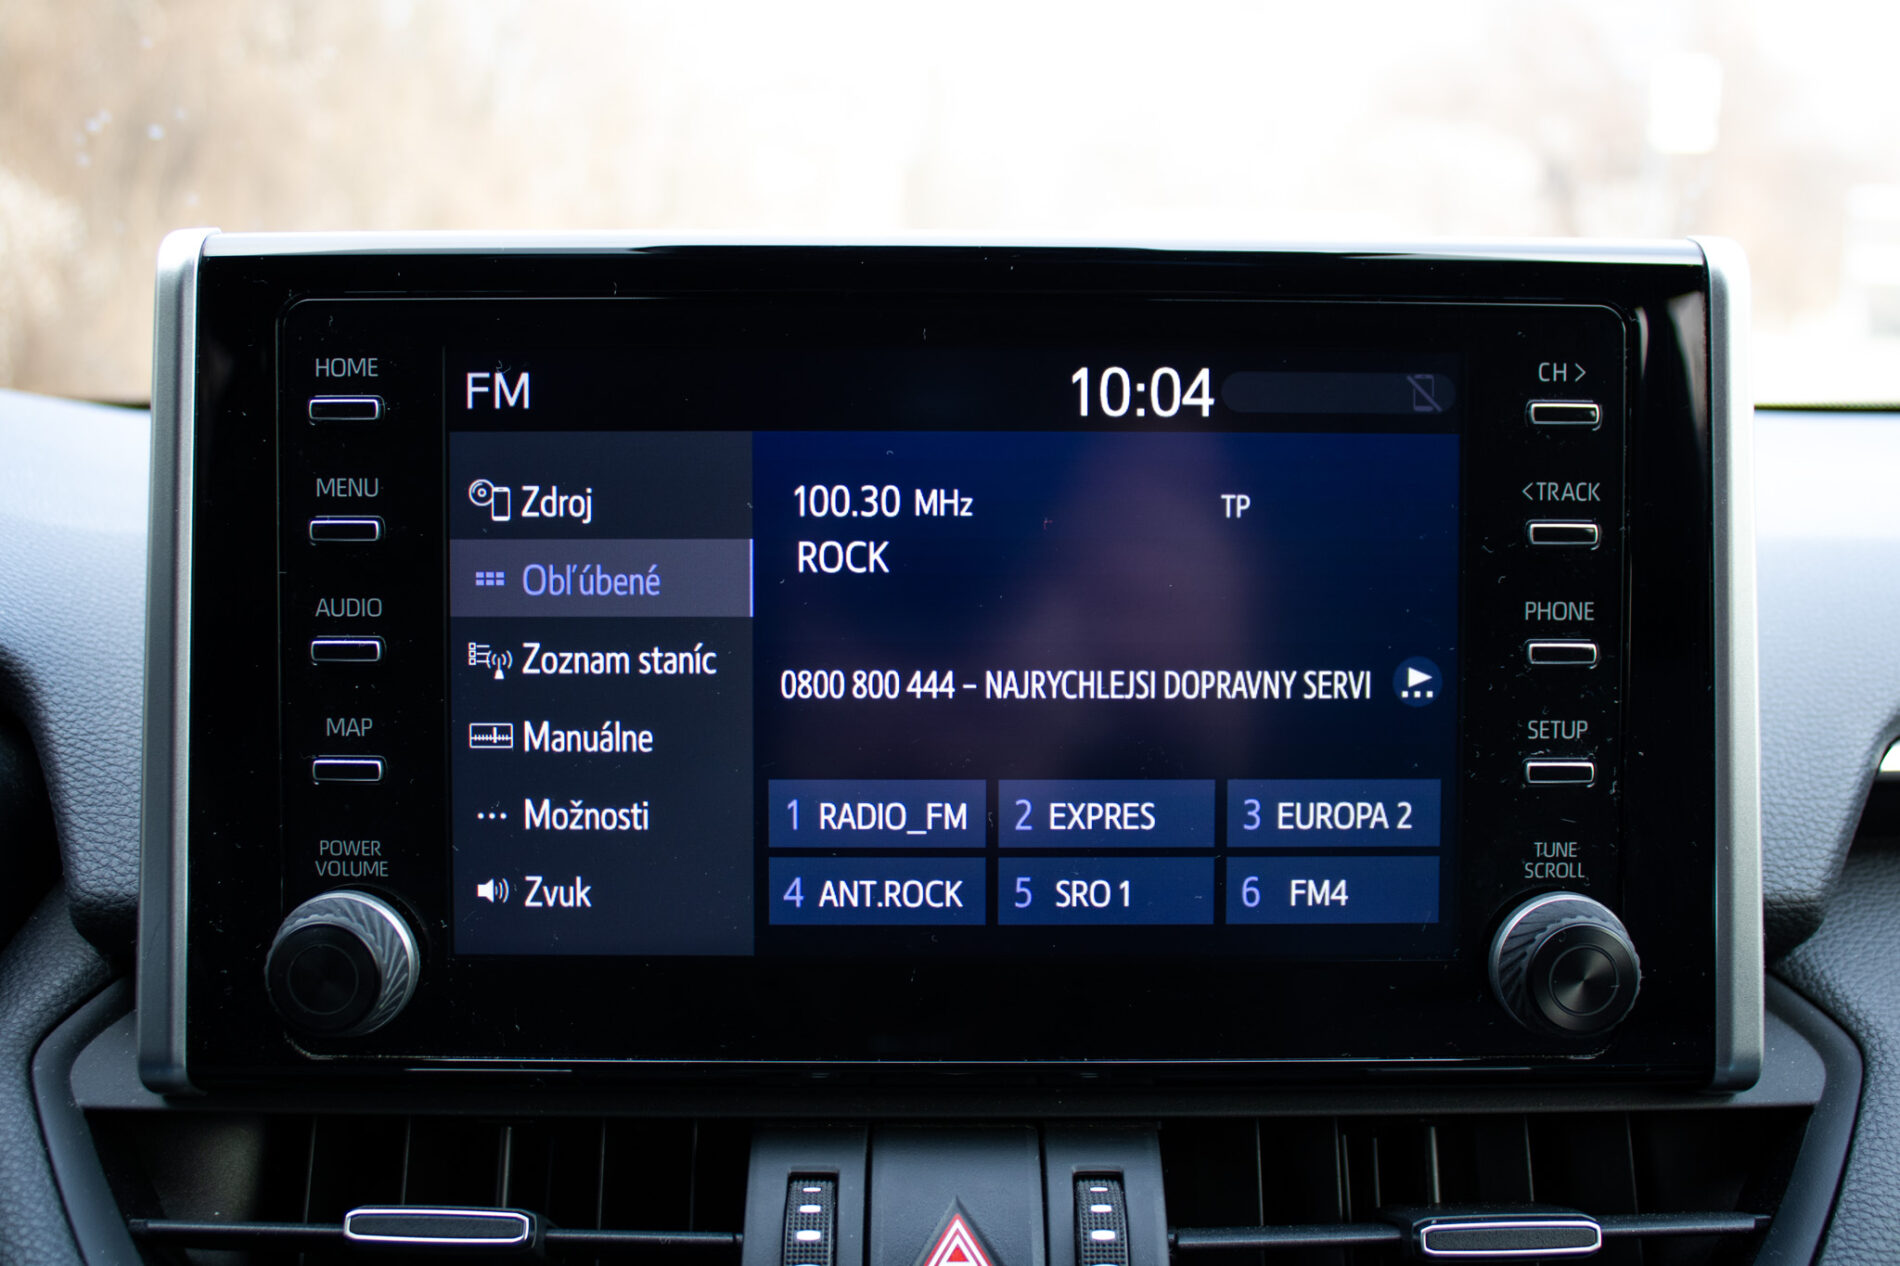 HOME
MENU
AUDIO
MAP
POWER
VOLUME
FM
10:04
Zdroj
Obľúbené
Zoznam staníc
Manuálne
Možnosti
Zvuk
100.30 MHz
TP
ROCK
0800 800 444 - NAJRYCHLEJSI DOPRAVNY SERVI
1 RADIO_FM
2 EXPRES
3 EUROPA 2
4 ANT.ROCK
5 SRO 1
6 FM4
CH >
<TRACK
PHONE
SETUP
TUNE
SCROLL